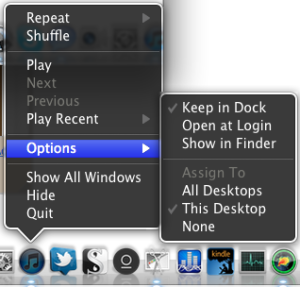 Repeat
Shuffle
Play
Next
Previous
Play Recent
Options
Show All Windows
Hide
Quit
Keep in Dock
Open at Login
Show in Finder
Assign To
All Desktops
This Desktop
None
kindle